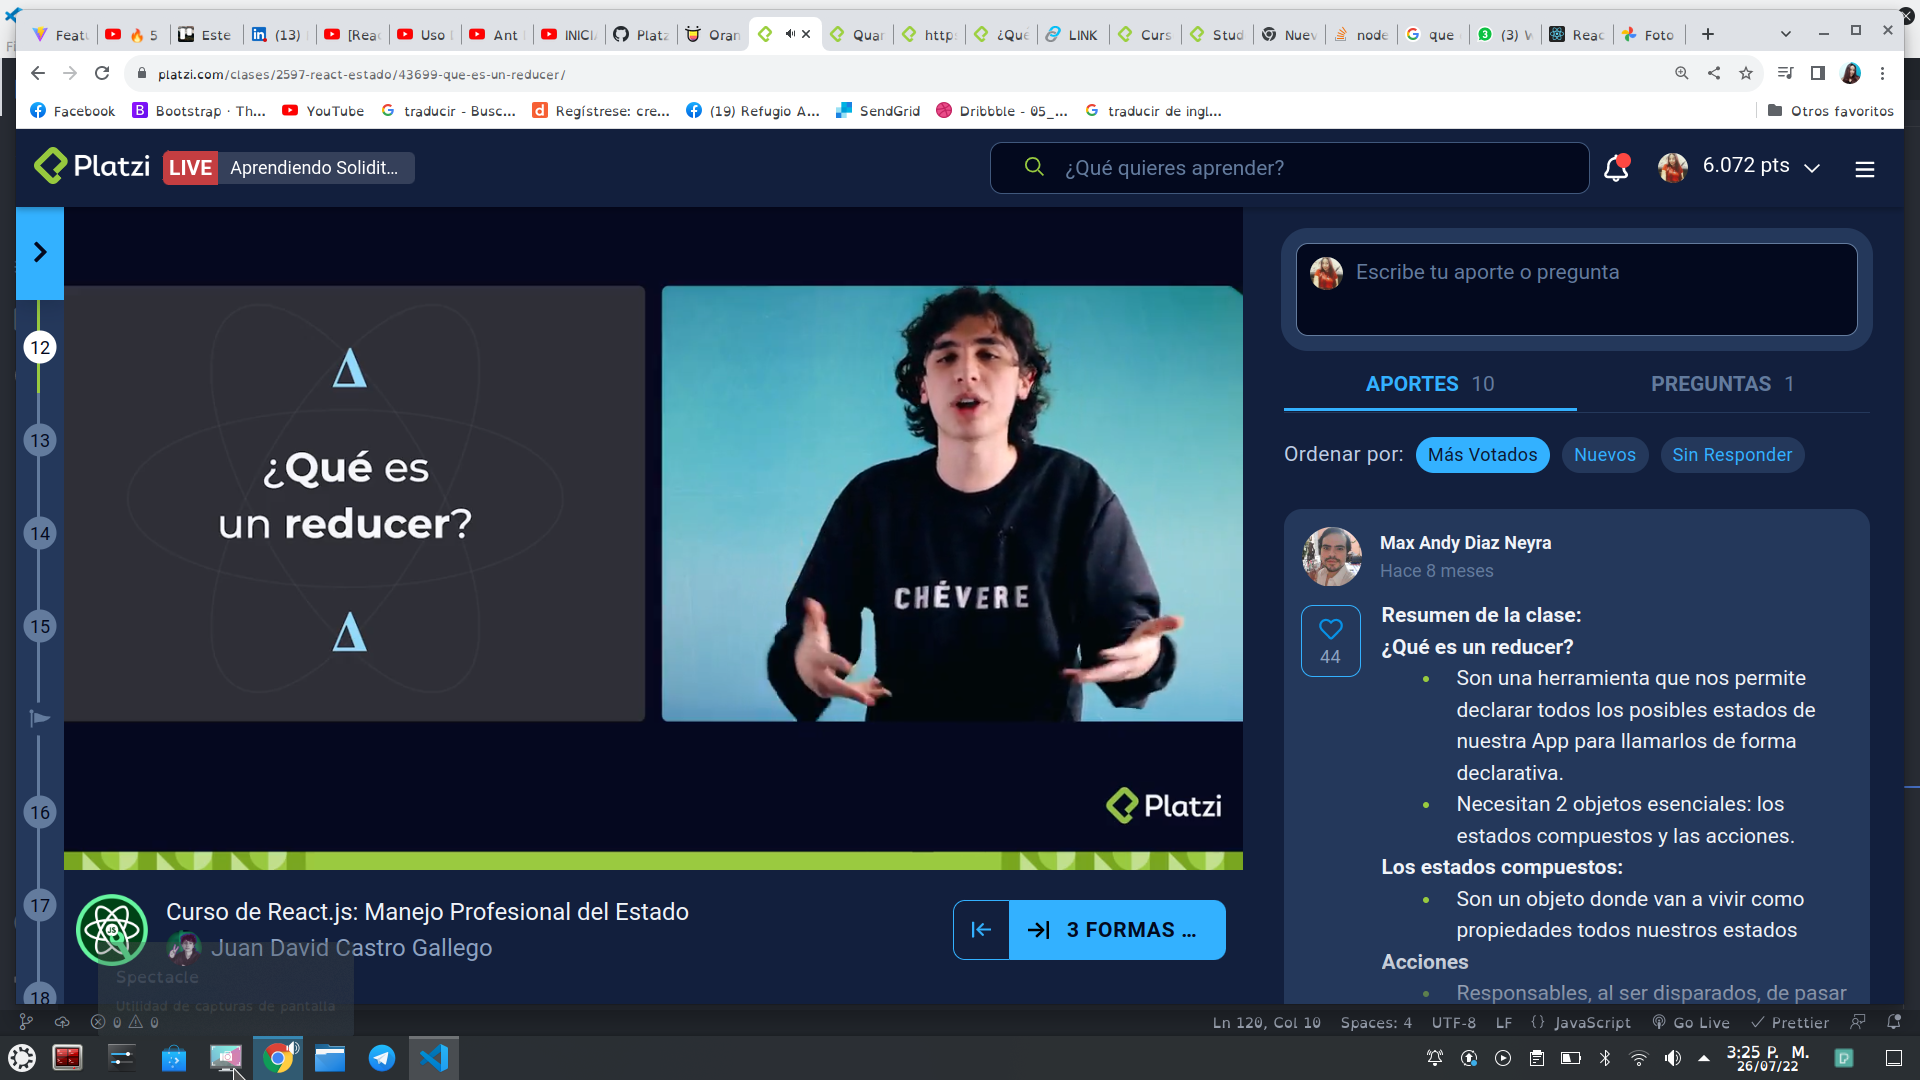 Featu
5
Este
(13)
[Rea
Uso
Ant
INICI
Platz
Oran
Quar
http
¿Qué
LINK
Curs
Stud
Nuev
node
que
(3) W
Reac
Foto
platzi.com/clases/2597-react-estado/43699-que-es-un-reducer/
Facebook
Bootstrap · Th...
YouTube
traducir - Busc...
Regístrese: cre...
(19) Refugio A...
SendGrid
Dribbble - 05_...
traducir de ingl...
Otros favoritos
Platzi
LIVE
Aprendiendo Solidit...
¿Qué quieres aprender?
6.072 pts
12
13
14
15
16
17
18
¿Qué es
un reducer?
CHÉVERE
Platzi
Curso de React.js: Manejo Profesional del Estado
Juan David Castro Gallego
3 FORMAS ...
Escribe tu aporte o pregunta
APORTES 10
PREGUNTAS 1
Ordenar por:
Más Votados
Nuevos
Sin Responder
Max Andy Diaz Neyra
Hace 8 meses
44
Resumen de la clase:
¿Qué es un reducer?
Son una herramienta que nos permite
declarar todos los posibles estados de
nuestra App para llamarlos de forma
declarativa.
Necesitan 2 objetos esenciales: los
estados compuestos y las acciones.
Los estados compuestos:
Son un objeto donde van a vivir como
propiedades todos nuestros estados
Acciones
Responsables, al ser disparados, de pasar
Spectacle
Utilidad de capturas de pantalla
0
0
Ln 120, Col 10
Spaces: 4
UTF-8
LF
{} JavaScript
Go Live
Prettier
3:25 P. M.
26/07/22